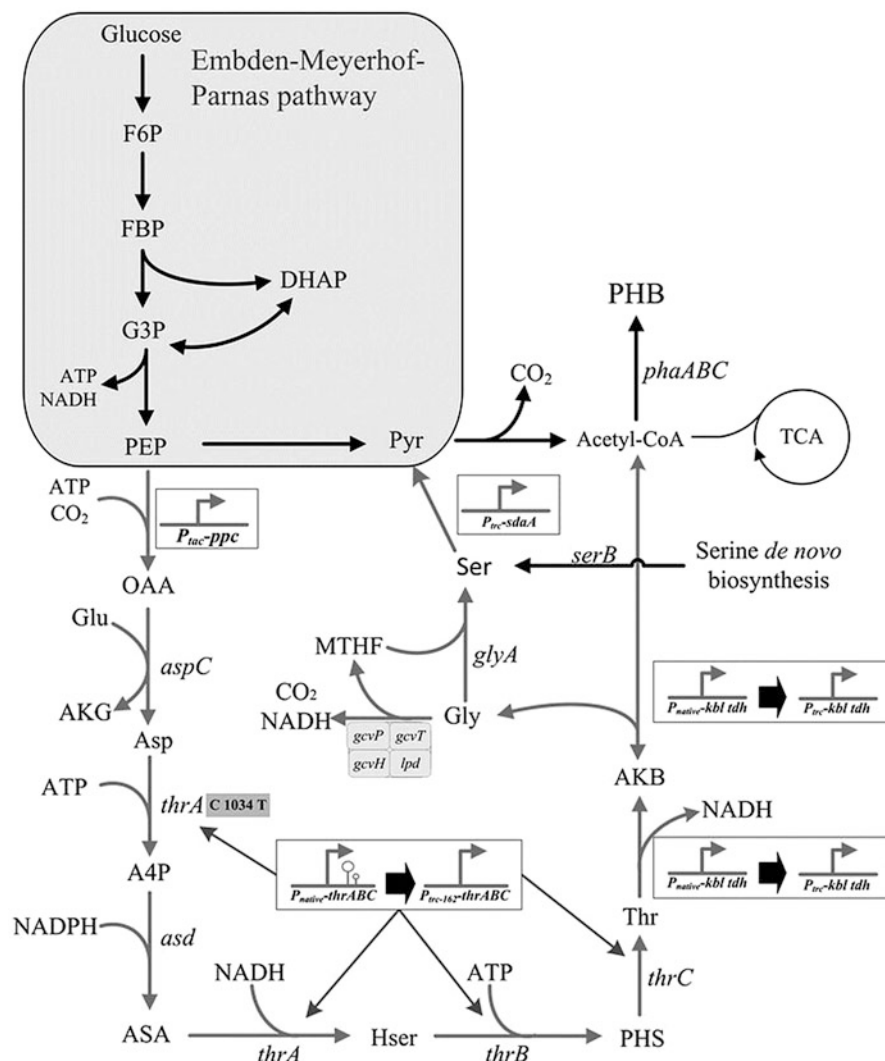 Glucose
Embden-Meyerhof-
Parnas pathway
F6P
FBP
DHAP
G3P
ATP
NADH
PEP
Pyr
CO₂
PHB
phaABC
Acetyl-CoA
TCA
ATP
CO₂
Ptac-ppc
Ptrc-sdaA
OAA
Ser
serB
Serine de novo
biosynthesis
Glu
aspC
AKG
Asp
MTHF
glyA
CO₂
NADH
Gly
gcvP
gcvT
gcvH
lpd
Pnative-kbl tdh
Ptrc-kbl tdh
AKB
ATP
thrA
C 1034 T
NADH
A4P
Pnative-thrABC
Ptrc-162-thrABC
Pnative-kbl tdh
Ptrc-kbl tdh
Thr
NADPH
asd
NADH
ATP
thrC
ASA
thrA
Hser
thrB
PHS